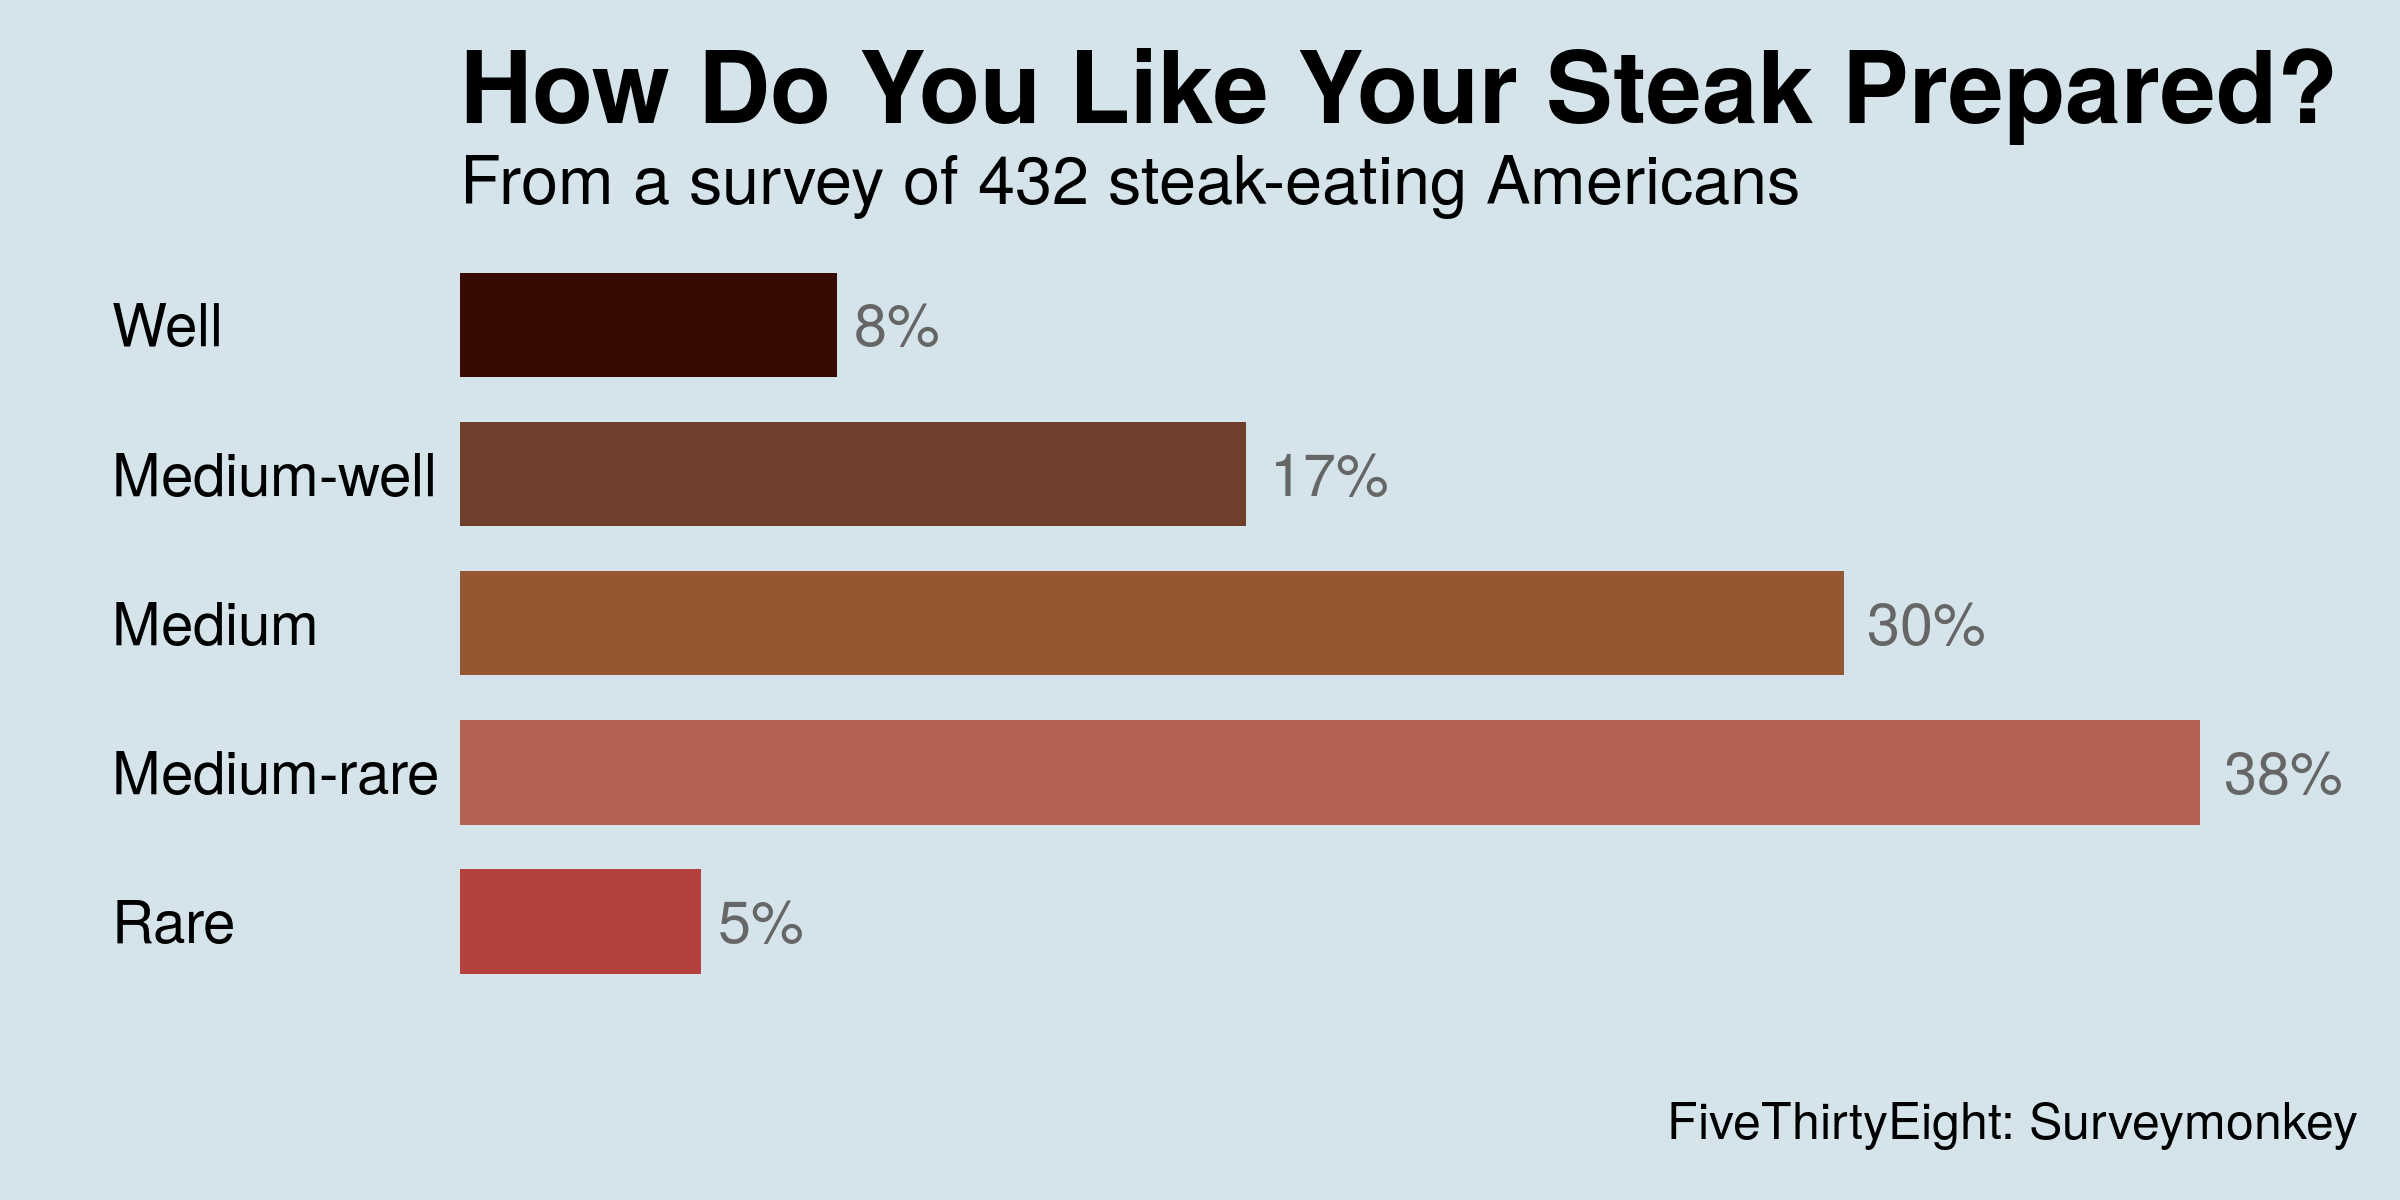 How Do You Like Your Steak Prepared?
From a survey of 432 steak-eating Americans
Well 8%
Medium-well 17%
Medium 30%
Medium-rare 38%
Rare 5%
FiveThirtyEight: Surveymonkey